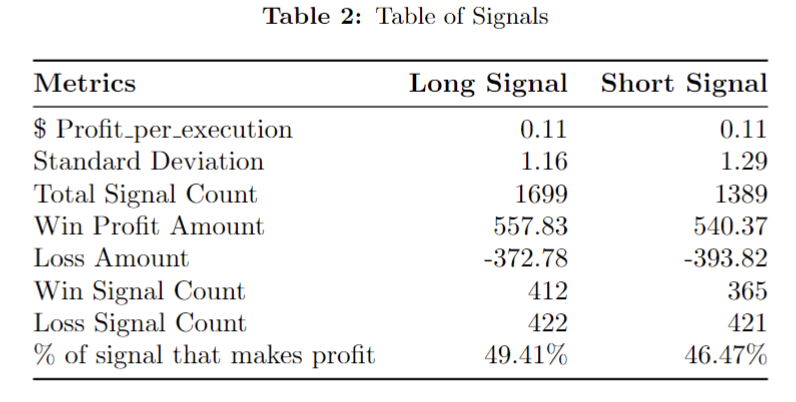 Table 2: Table of Signals
Metrics Long Signal Short Signal
$ Profit_per_execution 0.11 0.11
Standard Deviation 1.16 1.29
Total Signal Count 1699 1389
Win Profit Amount 557.83 540.37
Loss Amount -372.78 -393.82
Win Signal Count 412 365
Loss Signal Count 422 421
% of signal that makes profit 49.41% 46.47%